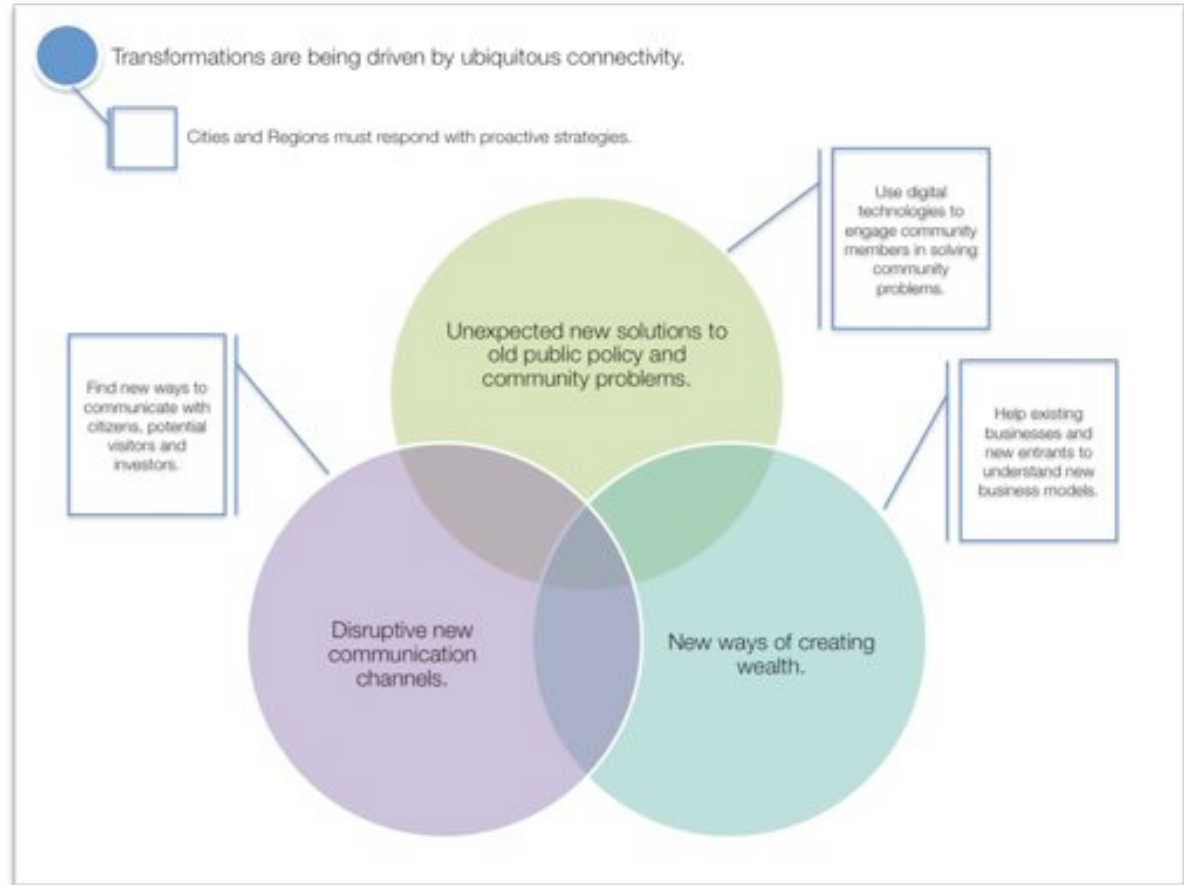 Transformations are being driven by ubiquitous connectivity.
Cities and Regions must respond with proactive strategies.
Use digital
technologies to
engage community
members in solving
community
problems.
Unexpected new solutions to
old public policy and
community problems.
Find new ways to
communicate with
citizens, potential
visitors and
investors.
Help existing
businesses and
new entrants to
understand new
business models.
Disruptive new
communication
channels.
New ways of creating
wealth.